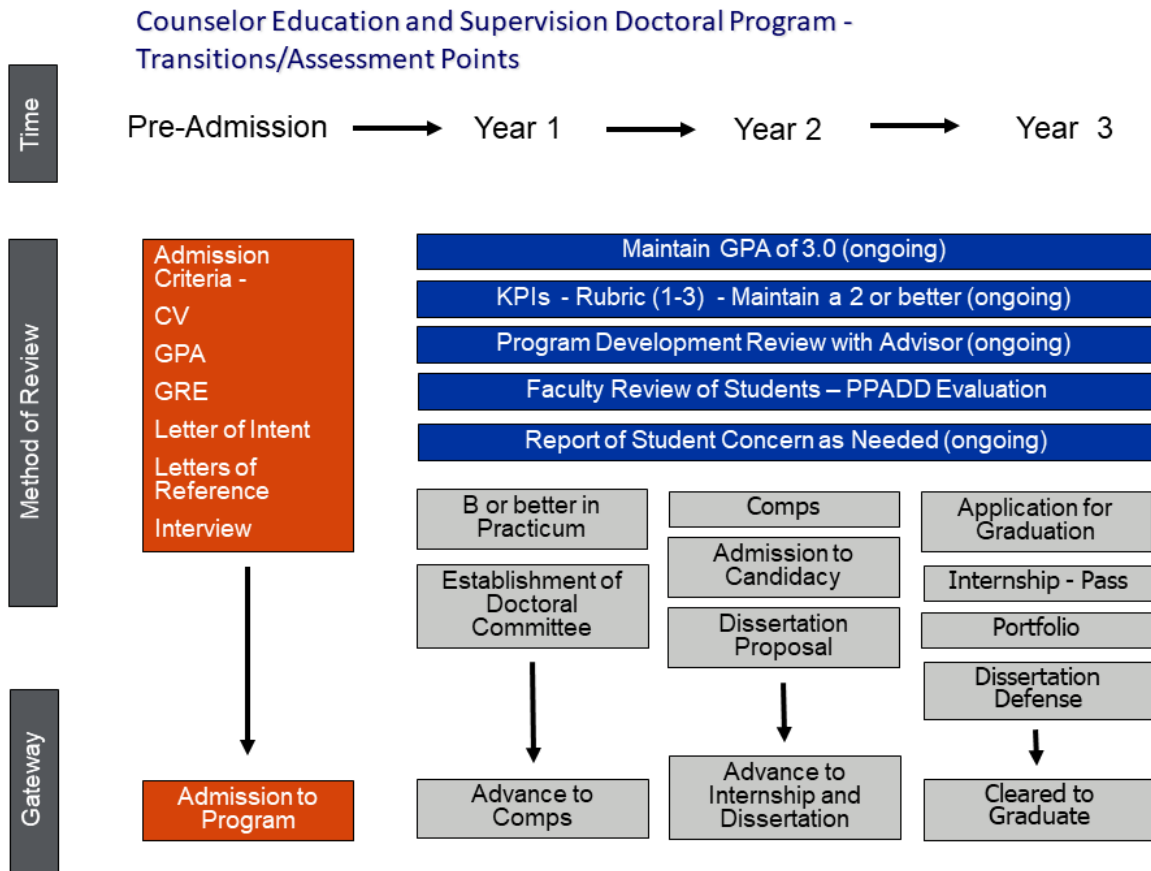 Counselor Education and Supervision Doctoral Program -
Transitions/Assessment Points
Time
Pre-Admission
Year 1
Year 2
Year 3
Method of Review
Admission
Criteria -
CV
GPA
GRE
Letter of Intent
Letters of
Reference
Interview
Maintain GPA of 3.0 (ongoing)
KPIs - Rubric (1-3) - Maintain a 2 or better (ongoing)
Program Development Review with Advisor (ongoing)
Faculty Review of Students – PPADD Evaluation
Report of Student Concern as Needed (ongoing)
B or better in
Practicum
Establishment of
Doctoral
Committee
Comps
Admission to
Candidacy
Dissertation
Proposal
Application for
Graduation
Internship - Pass
Portfolio
Dissertation
Defense
Gateway
Admission to
Program
Advance to
Comps
Advance to
Internship and
Dissertation
Cleared to
Graduate